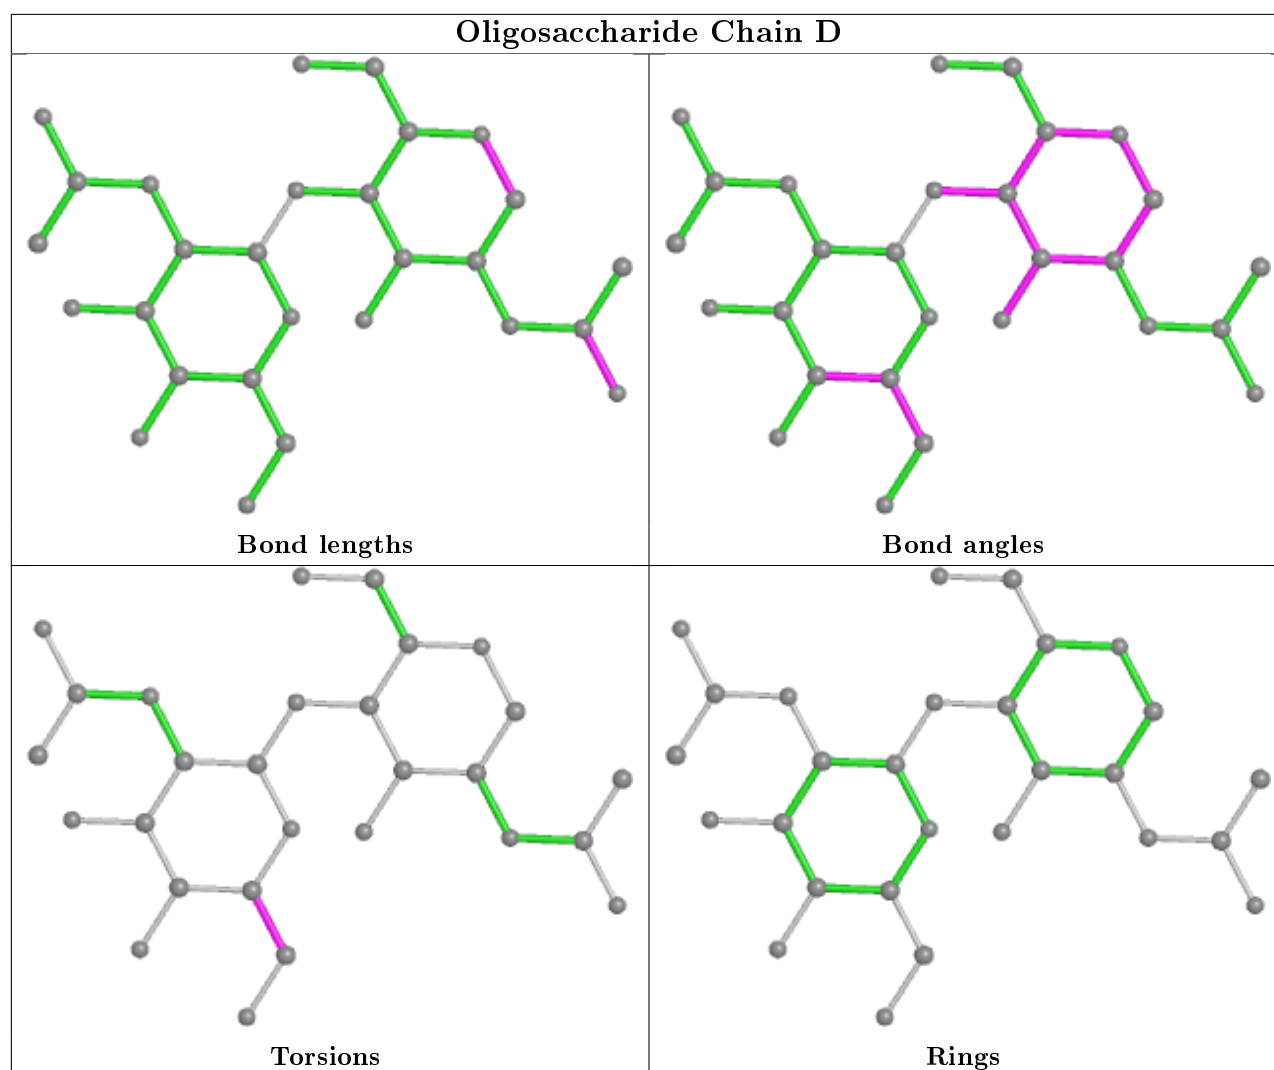 Oligosaccharide Chain D
Bond lengths
Bond angles
Torsions
Rings